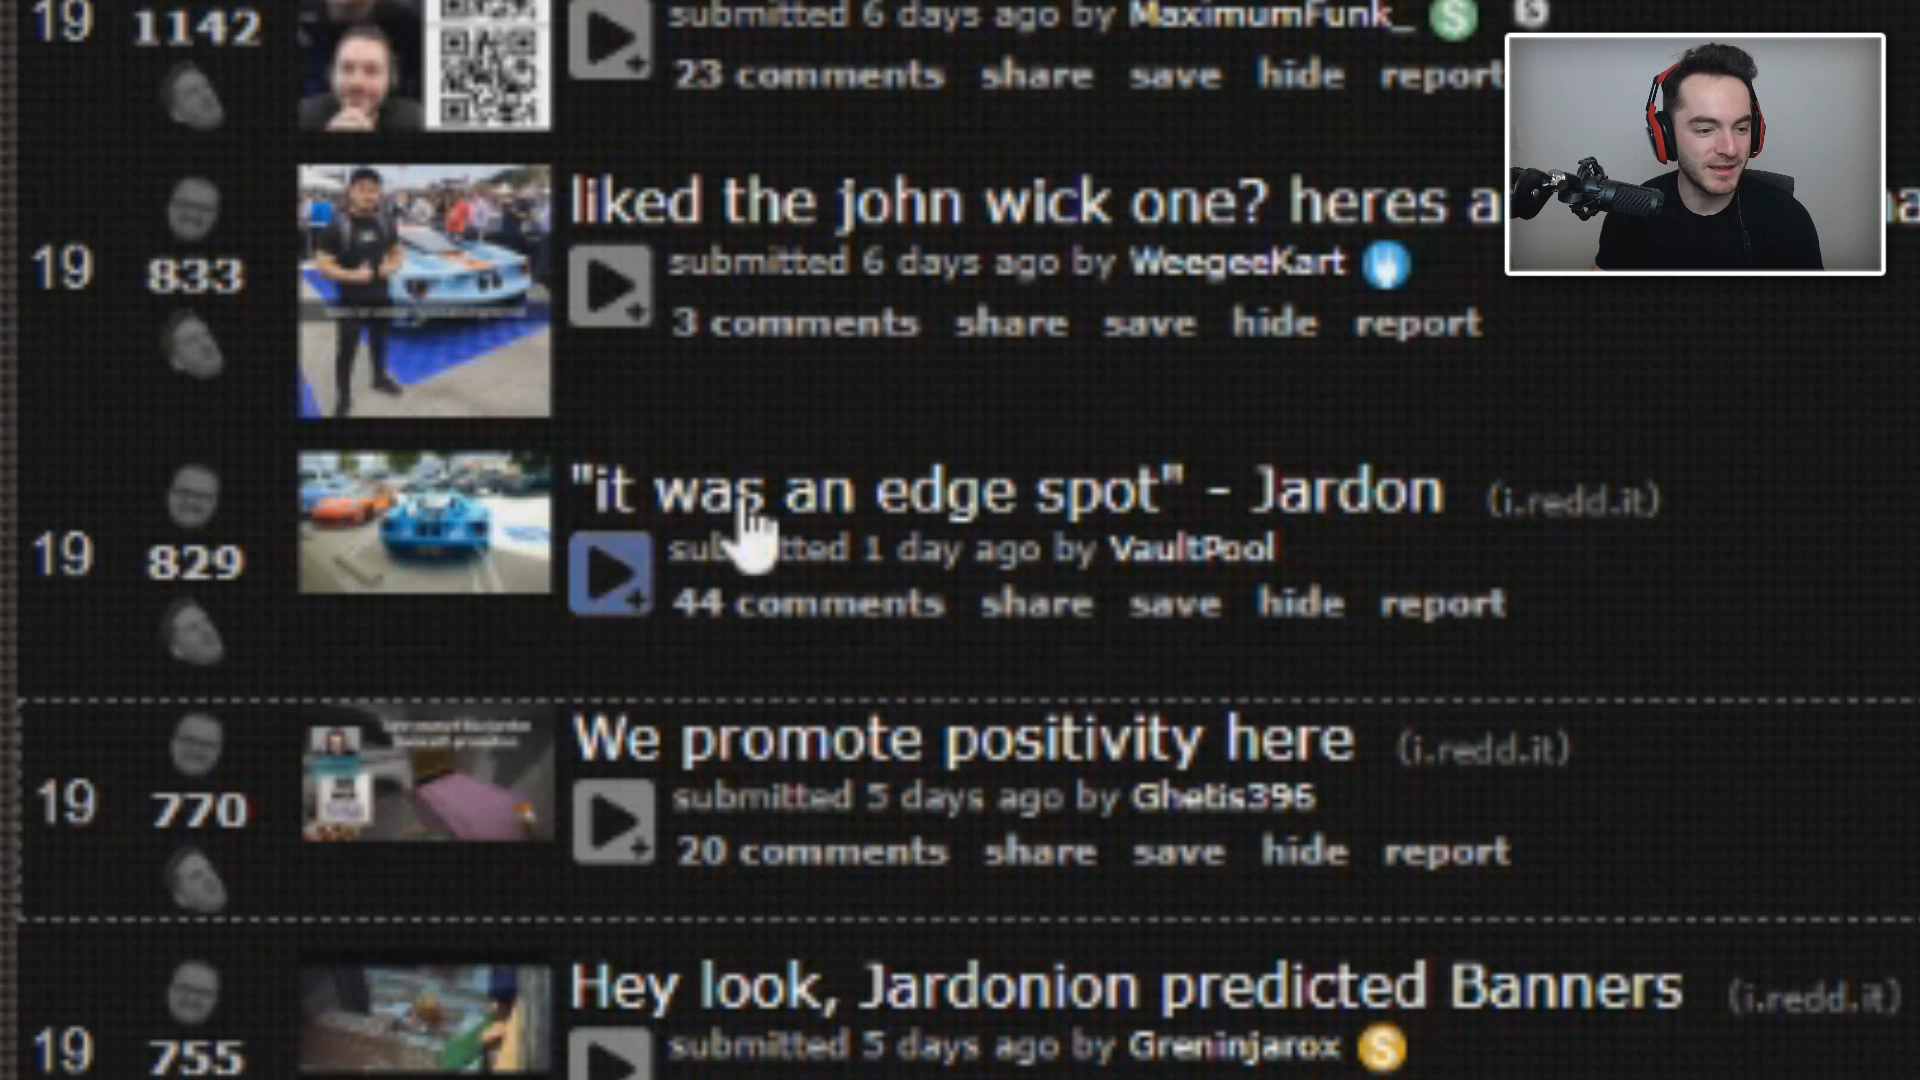 19
1142
submitted 6 days ago by MaximumFunk_
23 comments share save hide report
liked the john wick one? heres a
19
833
submitted 6 days ago by WeegeeKart
3 comments share save hide report
"it was an edge spot" - Jardon (i.redd.it)
19
829
submitted 1 day ago by VaultPool
44 comments share save hide report
We promote positivity here (i.redd.it)
19
770
submitted 5 days ago by Ghetis396
20 comments share save hide report
Hey look, Jardonion predicted Banners (i.redd.it)
19
755
submitted 5 days ago by Greninjarox